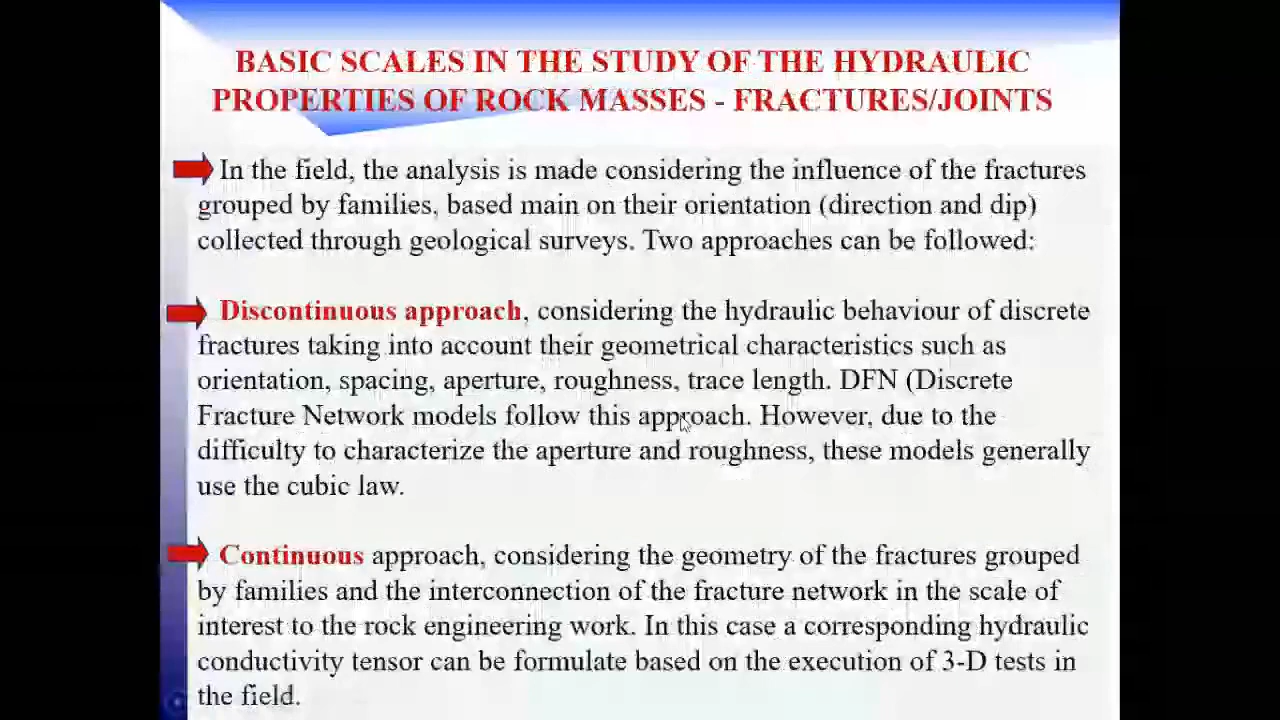 BASIC SCALES IN THE STUDY OF THE HYDRAULIC
PROPERTIES OF ROCK MASSES - FRACTURES/JOINTS
In the field, the analysis is made considering the influence of the fractures
grouped by families, based main on their orientation (direction and dip)
collected through geological surveys. Two approaches can be followed:
Discontinuous approach, considering the hydraulic behaviour of discrete
fractures taking into account their geometrical characteristics such as
orientation, spacing, aperture, roughness, trace length. DFN (Discrete
Fracture Network models follow this approach. However, due to the
difficulty to characterize the aperture and roughness, these models generally
use the cubic law.
Continuous approach, considering the geometry of the fractures grouped
by families and the interconnection of the fracture network in the scale of
interest to the rock engineering work. In this case a corresponding hydraulic
conductivity tensor can be formulate based on the execution of 3-D tests in
the field.